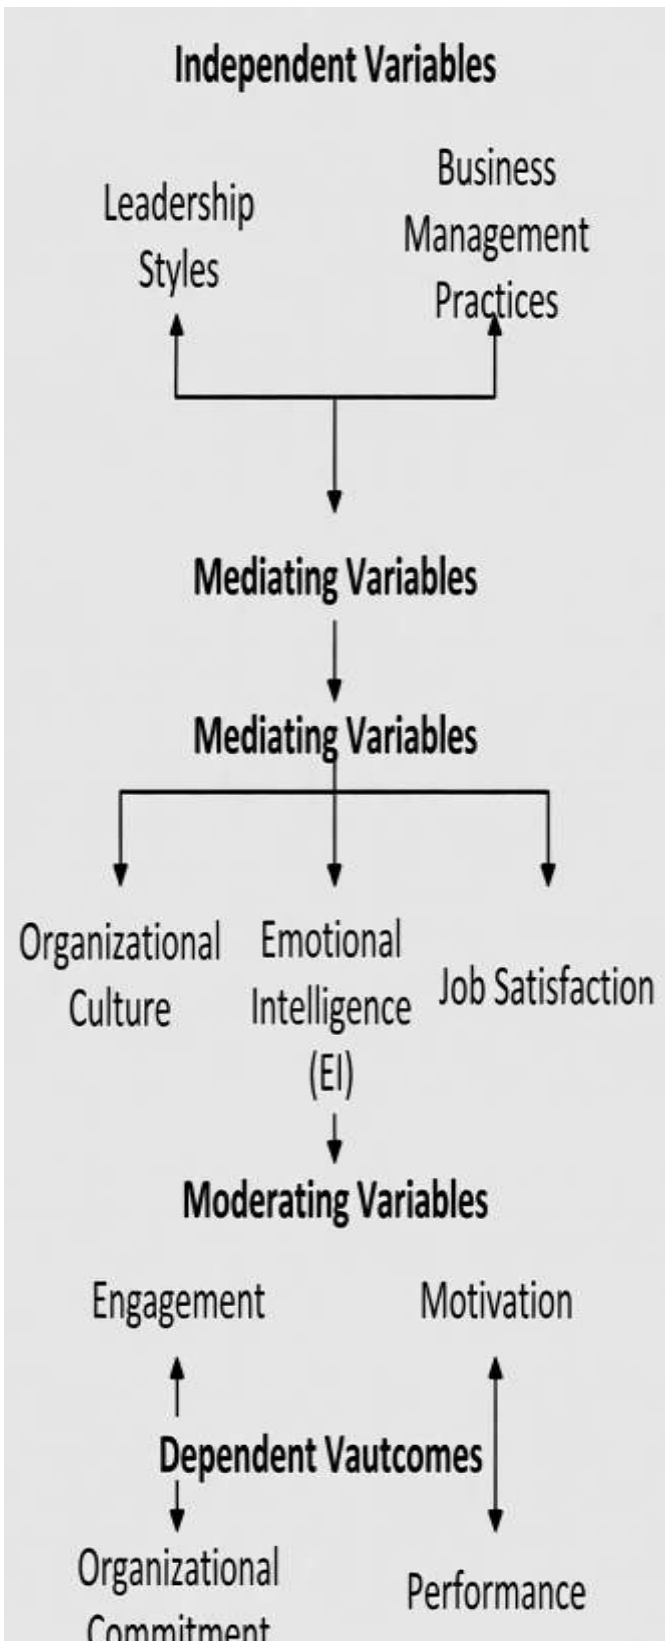 Independent Variables
Leadership
Styles
Business
Management
Practices
Mediating Variables
Mediating Variables
Organizational
Culture
Emotional
Intelligence
(EI)
Job Satisfaction
Moderating Variables
Engagement
Motivation
Dependent Vautcomes
Organizational
Commitment
Performance